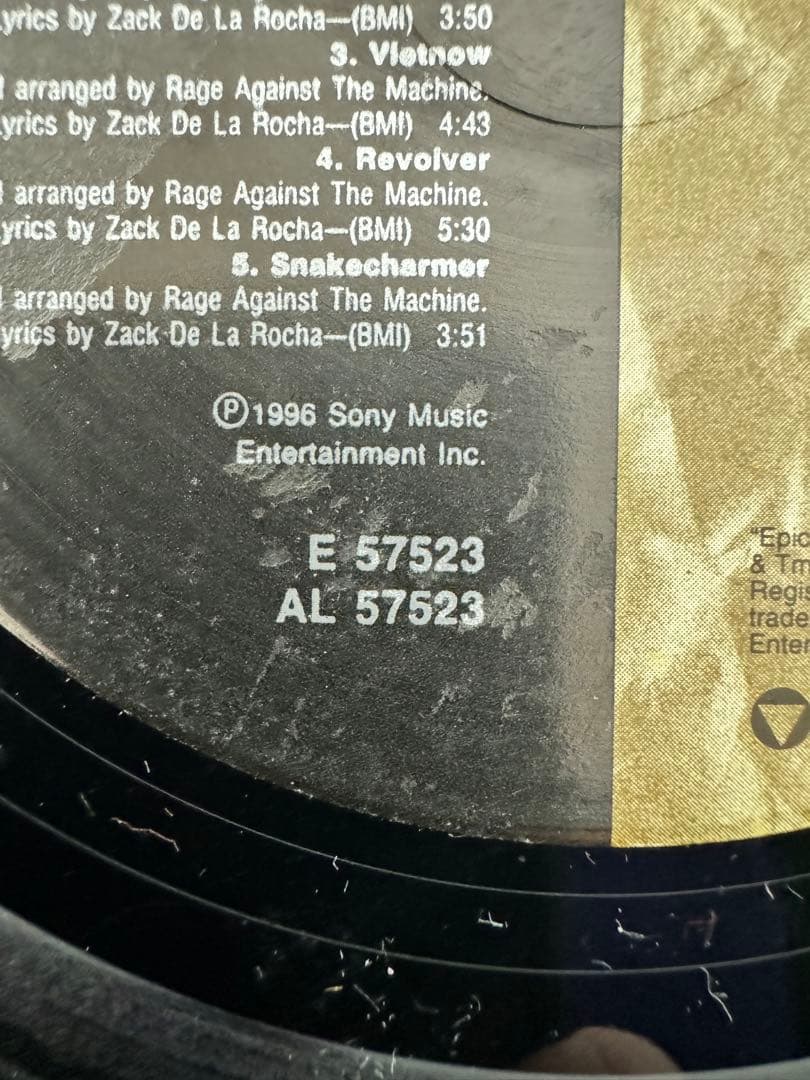 yrics by Zack De La Rocha—(BMI) 3:50
3. Vietnow
arranged by Rage Against The Machine.
yrics by Zack De La Rocha—(BMI) 4:43
4. Revolver
arranged by Rage Against The Machine.
yrics by Zack De La Rocha—(BMI) 5:30
5. Snakecharmer
arranged by Rage Against The Machine.
yrics by Zack De La Rocha—(BMI) 3:51
℗1996 Sony Music
Entertainment Inc.
E 57523
AL 57523
"Epic
& Tm
Regis
trade
Enter